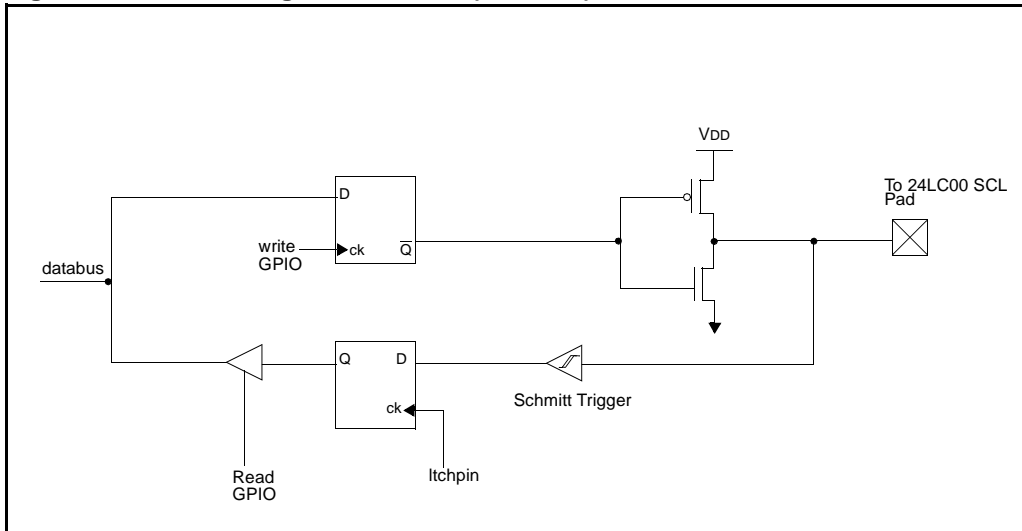 VDD
To 24LC00 SCL
Pad
D
write
GPIO
ck
Q
databus
Q
D
Schmitt Trigger
ck
Read
GPIO
ltchpin